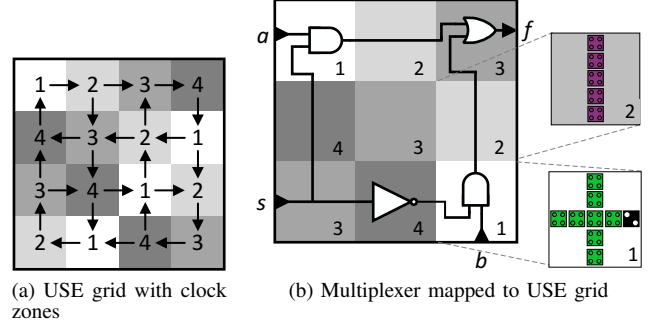 (a)
1 2 3 4
4 3 2 1
3 4 1 2
2 1 4 3
(a) USE grid with clock
zones
(b)
a
f
1 2 3
4 3 2
s
3 4 1
b
2
1
(b) Multiplexer mapped to USE grid